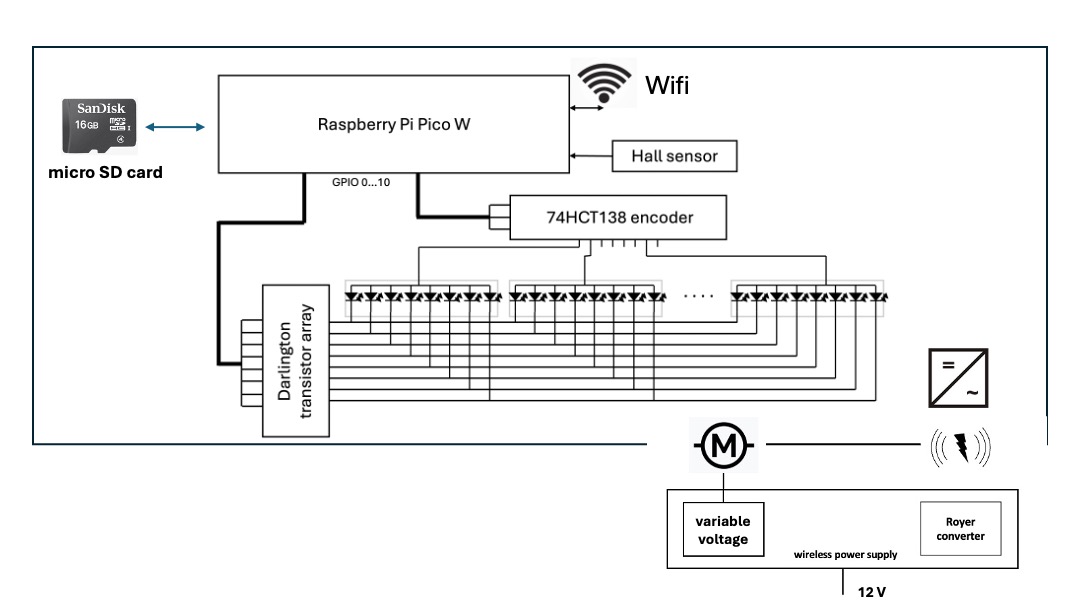 SanDisk
16GB
micro SD card
Raspberry Pi Pico W
Wifi
Hall sensor
GPIO 0...10
74HCT138 encoder
. . . .
Darlington
transistor array
=
~
M
variable
voltage
Royer
converter
wireless power supply
12 V